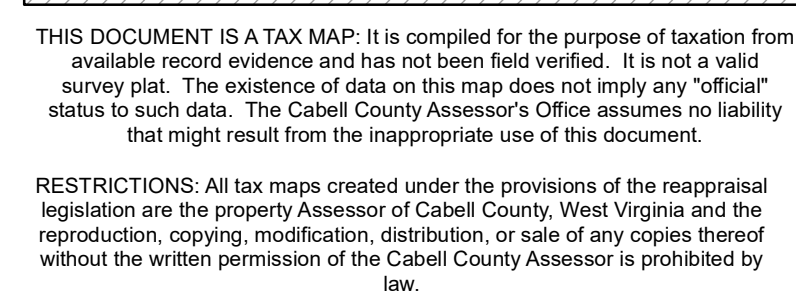 THIS DOCUMENT IS A TAX MAP: It is compiled for the purpose of taxation from
available record evidence and has not been field verified.  It is not a valid
survey plat.  The existence of data on this map does not imply any "official"
status to such data.  The Cabell County Assessor's Office assumes no liability
that might result from the inappropriate use of this document.
RESTRICTIONS: All tax maps created under the provisions of the reappraisal
legislation are the property Assessor of Cabell County, West Virginia and the
reproduction, copying, modification, distribution, or sale of any copies thereof
without the written permission of the Cabell County Assessor is prohibited by
law.